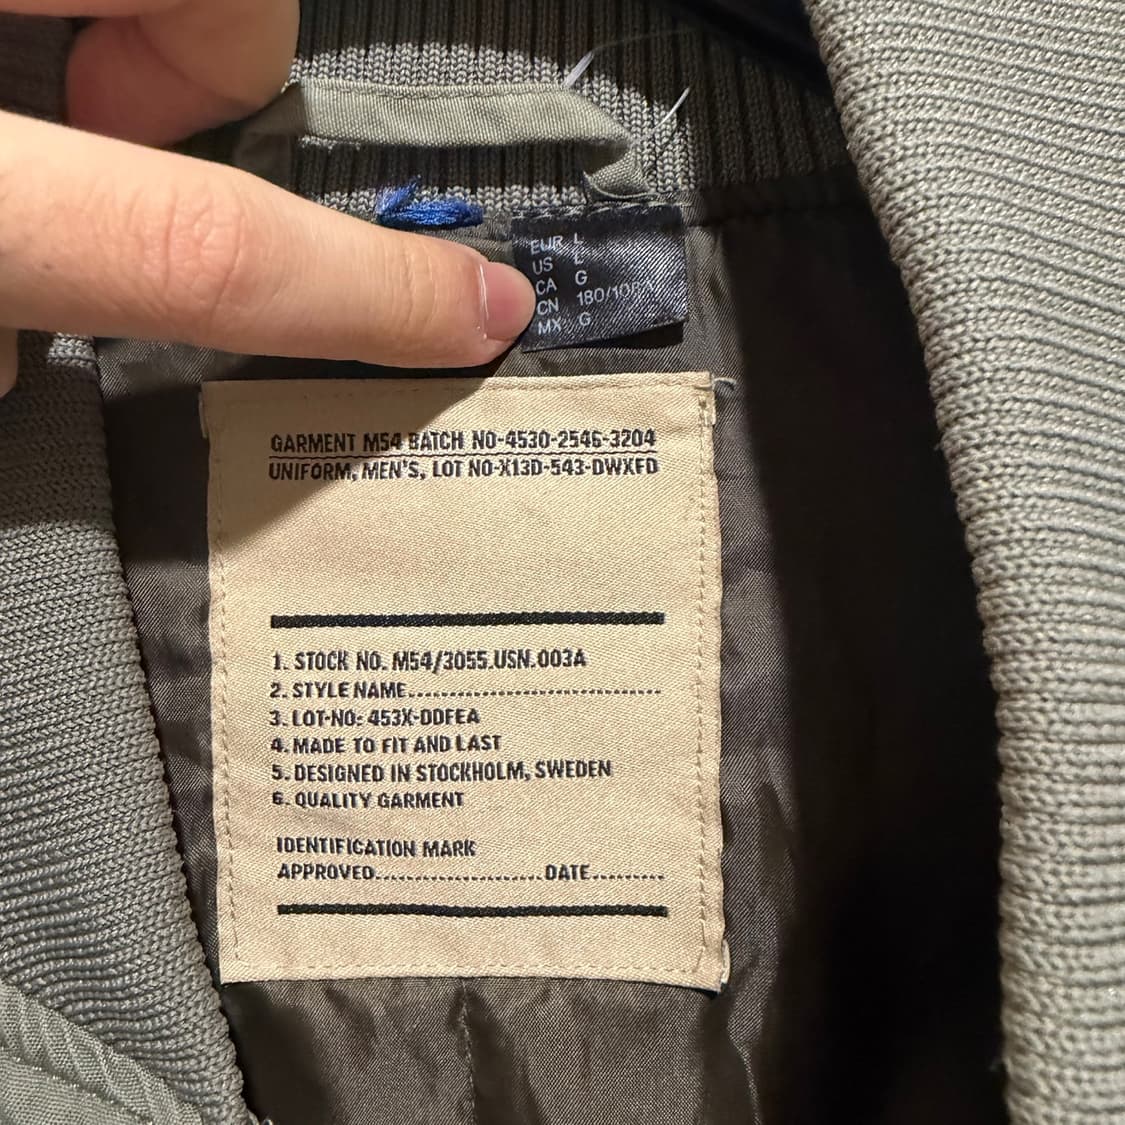 EUR L
US L
CA G
CN 180/108A
MX G
GARMENT M54 BATCH NO-4530-2546-3204
UNIFORM, MEN'S, LOT NO-X13D-543-DWXFD
1. STOCK NO. M54/3055.USN.003A
2. STYLE NAME
3. LOT-NO: 453X-DDFEA
4. MADE TO FIT AND LAST
5. DESIGNED IN STOCKHOLM, SWEDEN
6. QUALITY GARMENT
IDENTIFICATION MARK
APPROVED DATE